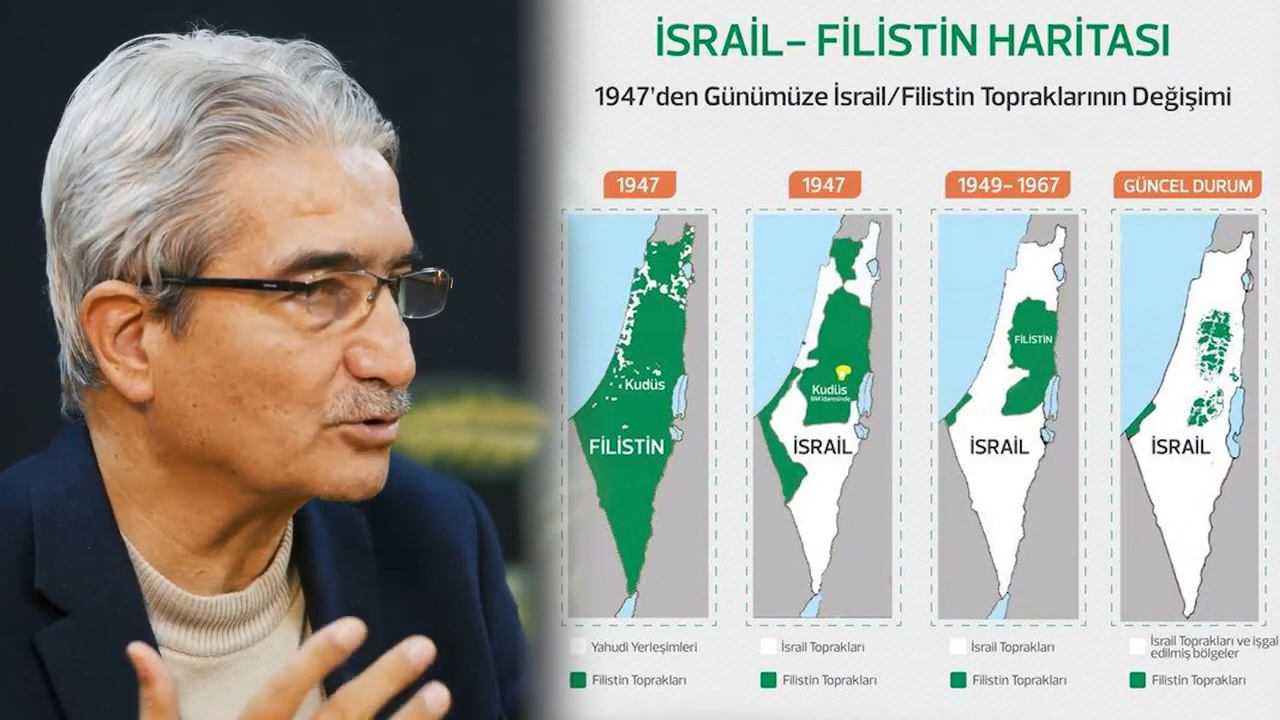 İSRAİL– FİLİSTİN HARİTASI
1947'den Günümüze İsrail/Filistin Topraklarının Değişimi
1947
1947
1949– 1967
GÜNCEL DURUM
Kudüs
FİLİSTİN
Kudüs
BM İdaresinde
İSRAİL
FİLİSTİN
İSRAİL
İSRAİL
Yahudi Yerleşimleri
Filistin Toprakları
İsrail Toprakları
Filistin Toprakları
İsrail Toprakları
Filistin Toprakları
İsrail Toprakları ve işgal
edilmiş bölgeler
Filistin Toprakları